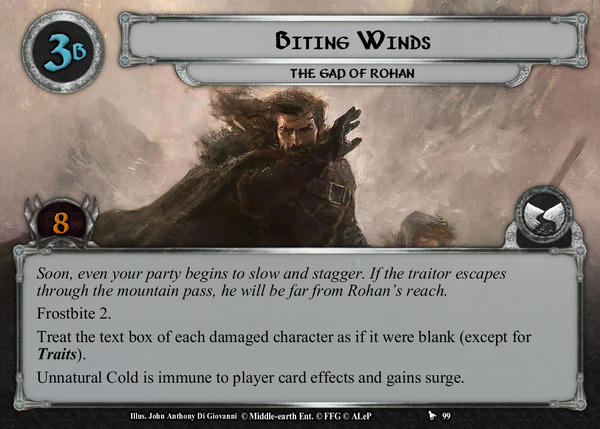 3B
Biting Winds
The Gap of Rohan
8
Soon, even your party begins to slow and stagger. If the traitor escapes
through the mountain pass, he will be far from Rohan's reach.
Frostbite 2.
Treat the text box of each damaged character as if it were blank (except for
Traits).
Unnatural Cold is immune to player card effects and gains surge.
Illus. John Anthony Di Giovanni © Middle-earth Ent. © FFG © ALeP 99